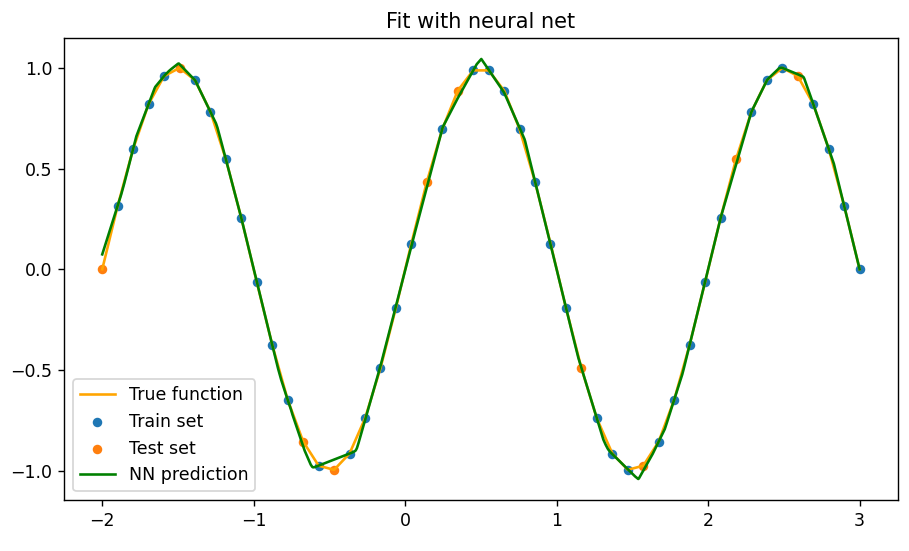 Fit with neural net
1.0
0.5
0.0
−0.5
−1.0
True function
Train set
Test set
NN prediction
−2
−1
0
1
2
3